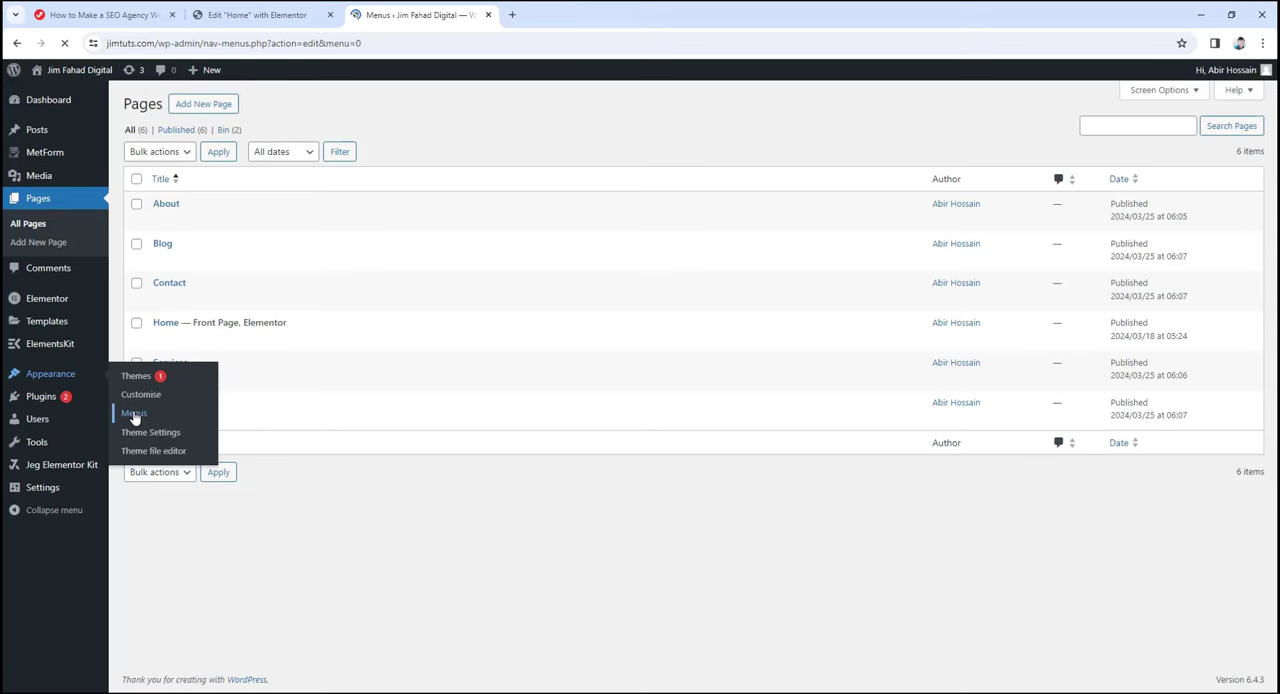 How to Make a SEO Agency We
Edit "Home" with Elementor
Menus ‹ Jim Fahad Digital — W
jimtuts.com/wp-admin/nav-menus.php?action=edit&menu=0
Jim Fahad Digital 3 0 New
Hi, Abir Hossain
Dashboard
Posts
MetForm
Media
Pages
All Pages
Add New Page
Comments
Elementor
Templates
ElementsKit
Appearance
Plugins 2
Users
Tools
Jeg Elementor Kit
Settings
Collapse menu
Themes 1
Customise
Menus
Theme Settings
Theme file editor
Screen Options Help
Pages Add New Page
All (6) | Published (6) | Bin (2)
Search Pages
Bulk actions Apply All dates Filter
6 items
Title Author Date
About Abir Hossain — Published
2024/03/25 at 06:05
Blog Abir Hossain — Published
2024/03/25 at 06:07
Contact Abir Hossain — Published
2024/03/25 at 06:07
Home — Front Page, Elementor Abir Hossain — Published
2024/03/18 at 05:24
Abir Hossain — Published
2024/03/25 at 06:06
Abir Hossain — Published
2024/03/25 at 06:07
Author Date
Bulk actions Apply
6 items
Thank you for creating with WordPress.
Version 6.4.3